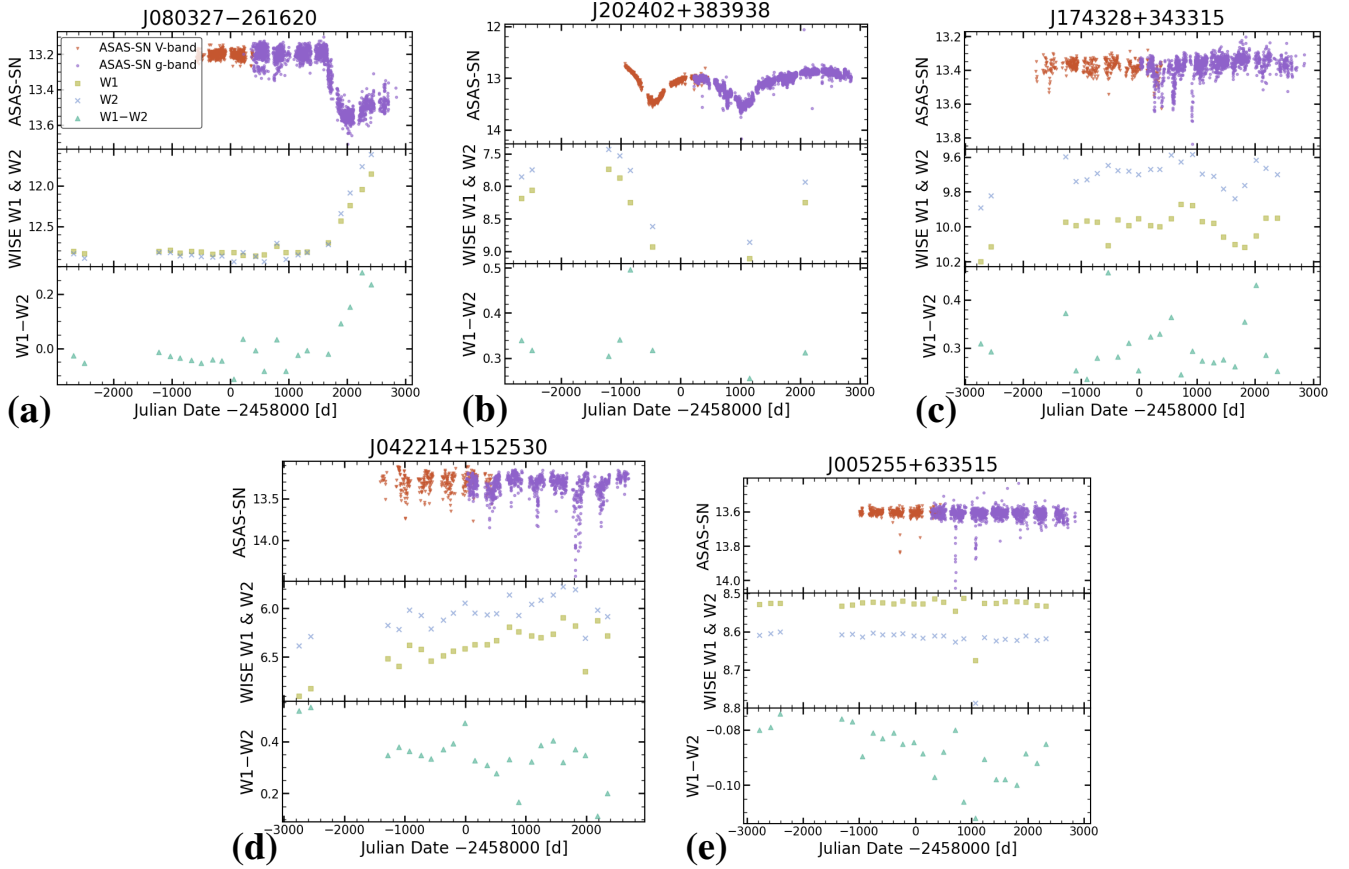 J080327−261620
ASAS-SN
13.2
13.4
13.6
ASAS-SN V-band
ASAS-SN g-band
W1
W2
W1−W2
WISE W1 & W2
12.0
12.5
W1−W2
0.2
0.0
−2000
−1000
0
1000
2000
3000
Julian Date −2458000 [d]
(a)
J202402+383938
ASAS-SN
12
13
14
WISE W1 & W2
7.5
8.0
8.5
9.0
W1−W2
0.5
0.4
0.3
−2000
−1000
0
1000
2000
3000
Julian Date −2458000 [d]
(b)
J174328+343315
ASAS-SN
13.2
13.4
13.6
13.8
WISE W1 & W2
9.6
9.8
10.0
10.2
W1−W2
0.4
0.3
−3000
−2000
−1000
0
1000
2000
3000
Julian Date −2458000 [d]
(c)
J042214+152530
ASAS-SN
13.5
14.0
WISE W1 & W2
6.0
6.5
W1−W2
0.4
0.2
−3000
−2000
−1000
0
1000
2000
Julian Date −2458000 [d]
(d)
J005255+633515
ASAS-SN
13.6
13.8
14.0
WISE W1 & W2
8.5
8.6
8.7
8.8
W1−W2
−0.08
−0.10
−3000
−2000
−1000
0
1000
2000
3000
Julian Date −2458000 [d]
(e)